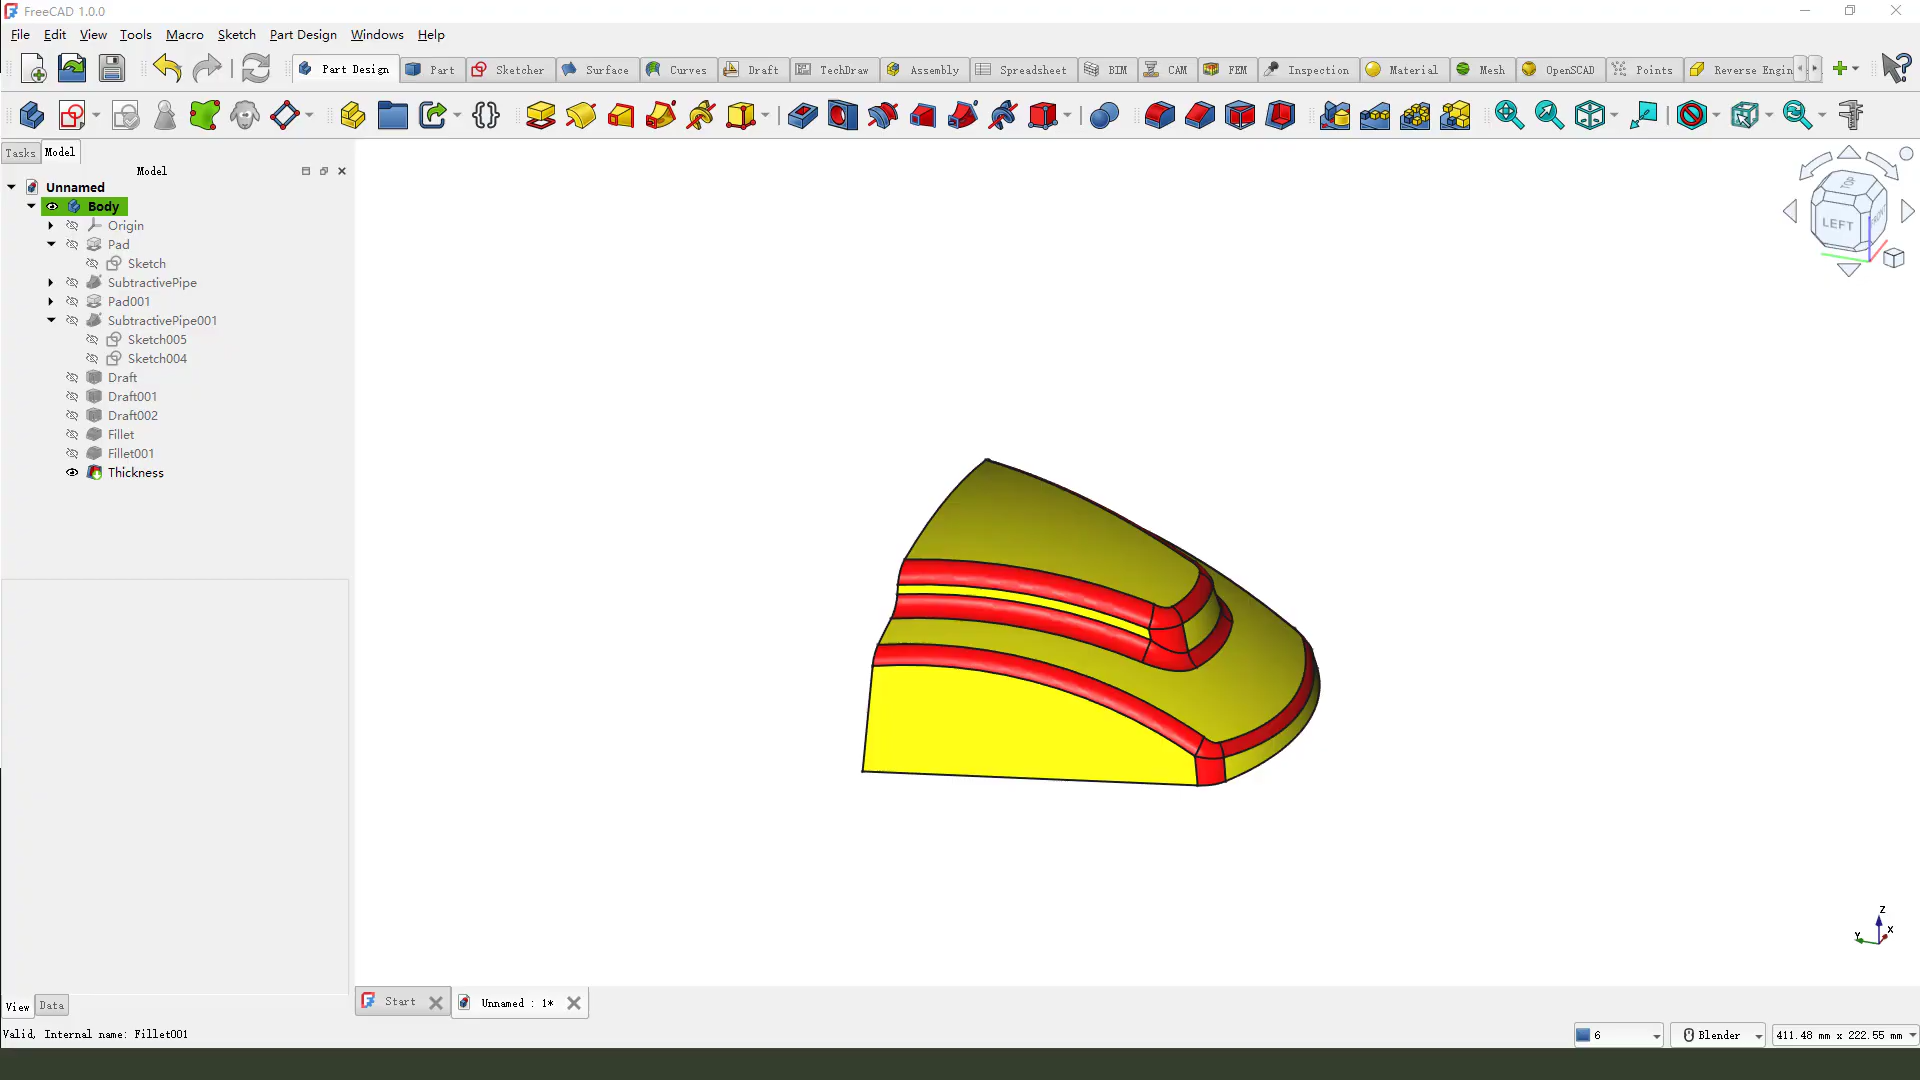 FreeCAD 1.0.0
File Edit View Tools Macro Sketch Part Design Windows Help
Part Design Part Sketcher Surface Curves Draft TechDraw Assembly Spreadsheet BIM CAM FEM Inspection Material Mesh OpenSCAD Points Reverse Engin
Tasks Model
Model
Unnamed
Body
Origin
Pad
Sketch
SubtractivePipe
Pad001
SubtractivePipe001
Sketch005
Sketch004
Draft
Draft001
Draft002
Fillet
Fillet001
Thickness
TOP
LEFT
FRONT
Z
X
Y
View Data
Start Unnamed : 1*
Valid, Internal name: Fillet001
6 Blender 411.48 mm x 222.55 mm